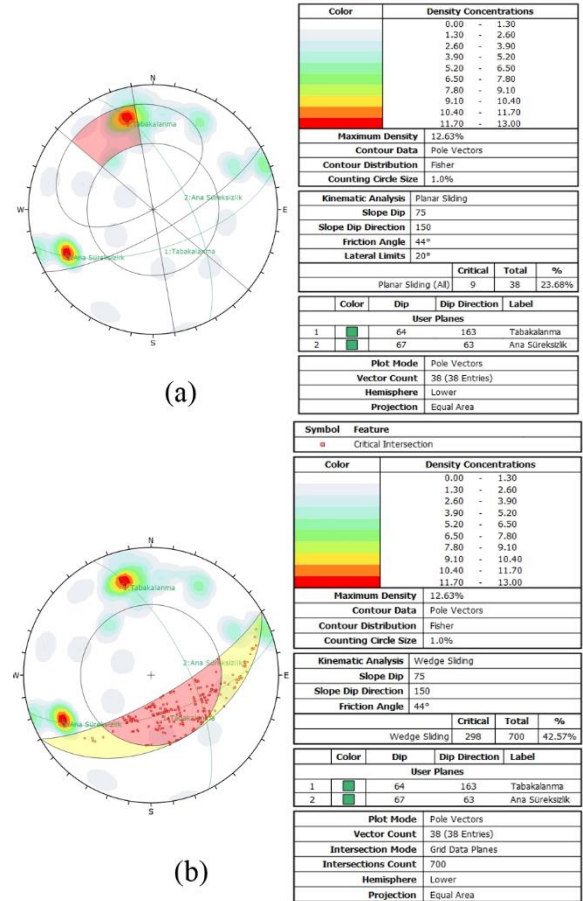 Color Density Concentrations
0.00 - 1.30
1.30 - 2.60
2.60 - 3.90
3.90 - 5.20
5.20 - 6.50
6.50 - 7.80
7.80 - 9.10
9.10 - 10.40
10.40 - 11.70
11.70 - 13.00
Maximum Density 12.63%
Contour Data Pole Vectors
Contour Distribution Fisher
Counting Circle Size 1.0%
Kinematic Analysis Planar Sliding
Slope Dip 75
Slope Dip Direction 150
Friction Angle 44°
Lateral Limits 20°
Critical Total %
Planar Sliding (All) 9 38 23.68%
Color Dip Dip Direction Label
User Planes
1 64 163 Tabakalanma
2 67 63 Ana Süreksizlik
Plot Mode Pole Vectors
Vector Count 38 (38 Entries)
Hemisphere Lower
Projection Equal Area
N
1:Tabakalanma
2:Ana Süreksizlik
W
E
1:Tabakalanma
2:Ana Süreksizlik
S
(a)
Symbol Feature
Critical Intersection
Color Density Concentrations
0.00 - 1.30
1.30 - 2.60
2.60 - 3.90
3.90 - 5.20
5.20 - 6.50
6.50 - 7.80
7.80 - 9.10
9.10 - 10.40
10.40 - 11.70
11.70 - 13.00
Maximum Density 12.63%
Contour Data Pole Vectors
Contour Distribution Fisher
Counting Circle Size 1.0%
Kinematic Analysis Wedge Sliding
Slope Dip 75
Slope Dip Direction 150
Friction Angle 44°
Critical Total %
Wedge Sliding 298 700 42.57%
Color Dip Dip Direction Label
User Planes
1 64 163 Tabakalanma
2 67 63 Ana Süreksizlik
Plot Mode Pole Vectors
Vector Count 38 (38 Entries)
Intersection Mode Grid Data Planes
Intersections Count 700
Hemisphere Lower
Projection Equal Area
N
1:Tabakalanma
2:Ana Süreksizlik
W
E
2:Ana Süreksizlik
1:Tabakalanma
S
(b)